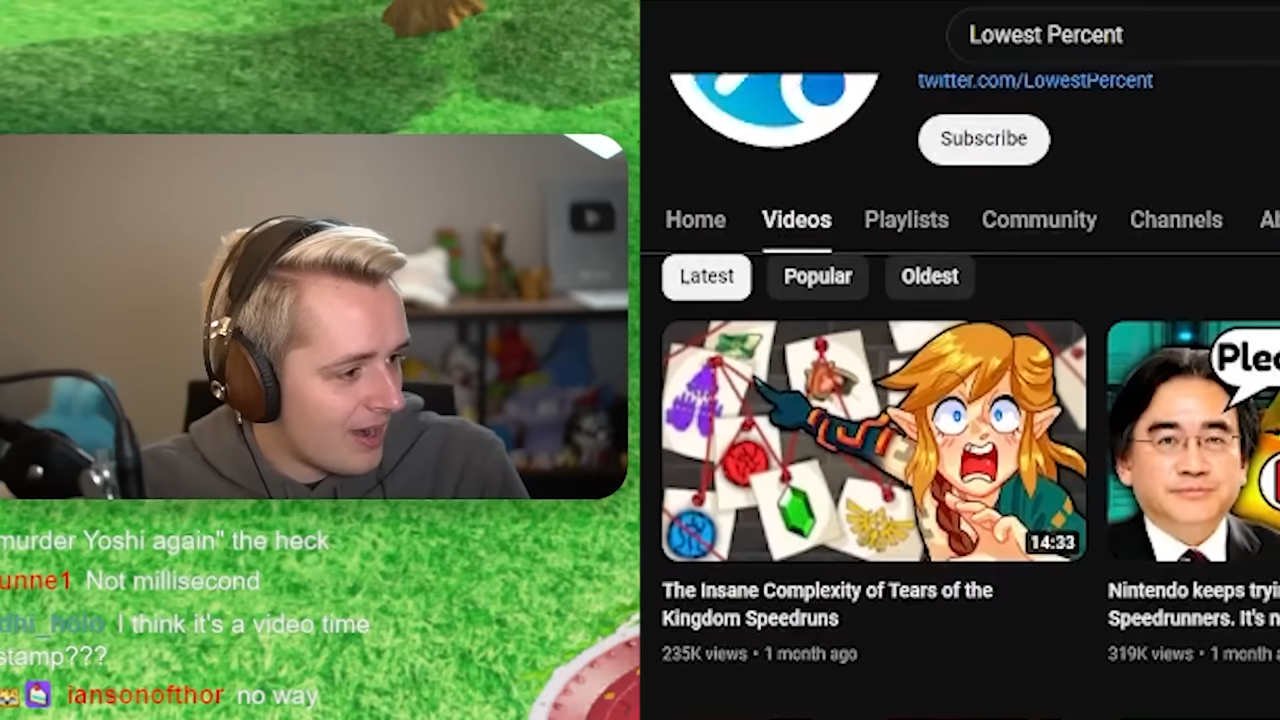 murder Yoshi again" the heck
unne1 Not millisecond
I think it's a video time
stamp???
iansonofthor no way
Lowest Percent
twitter.com/LowestPercent
Subscribe
Home Videos Playlists Community Channels
Latest Popular Oldest
14:33
The Insane Complexity of Tears of the
Kingdom Speedruns
235K views • 1 month ago
Plea
Nintendo keeps tryi
Speedrunners. It's n
319K views • 1 month a